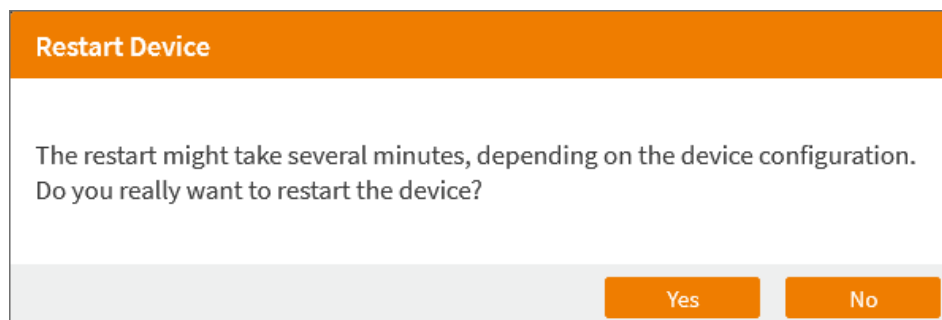 Restart Device
The restart might take several minutes, depending on the device configuration.
Do you really want to restart the device?
Yes
No